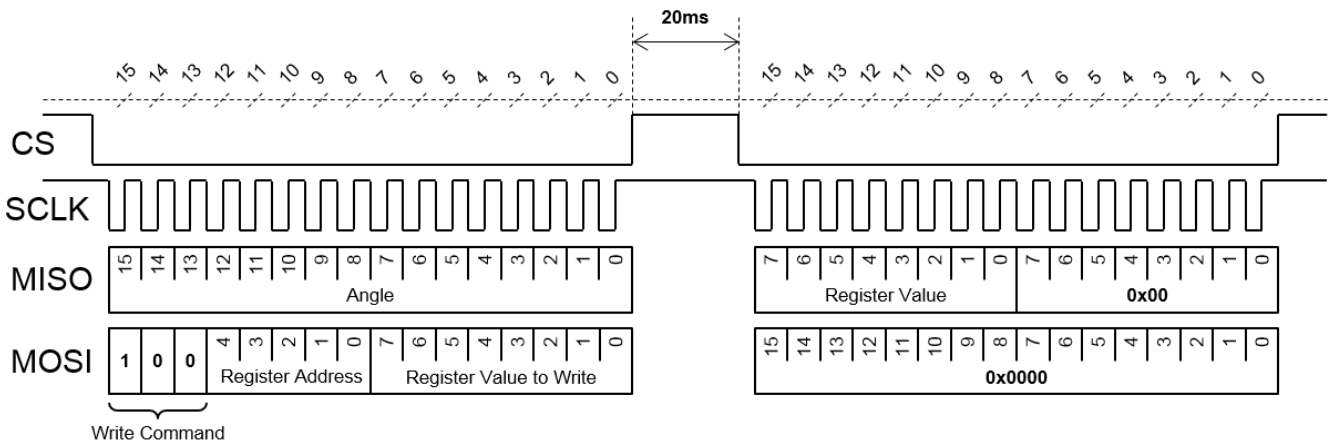 20ms
15 14 13 12 11 10 9 8 7 6 5 4 3 2 1 0 15 14 13 12 11 10 9 8 7 6 5 4 3 2 1 0
CS
SCLK
MISO 15 14 13 12 11 10 9 8 7 6 5 4 3 2 1 0 7 6 5 4 3 2 1 0 7 6 5 4 3 2 1 0
Angle Register Value 0x00
MOSI 1 0 0 4 3 2 1 0 7 6 5 4 3 2 1 0 15 14 13 12 11 10 9 8 7 6 5 4 3 2 1 0
Register Address Register Value to Write 0x0000
Write Command